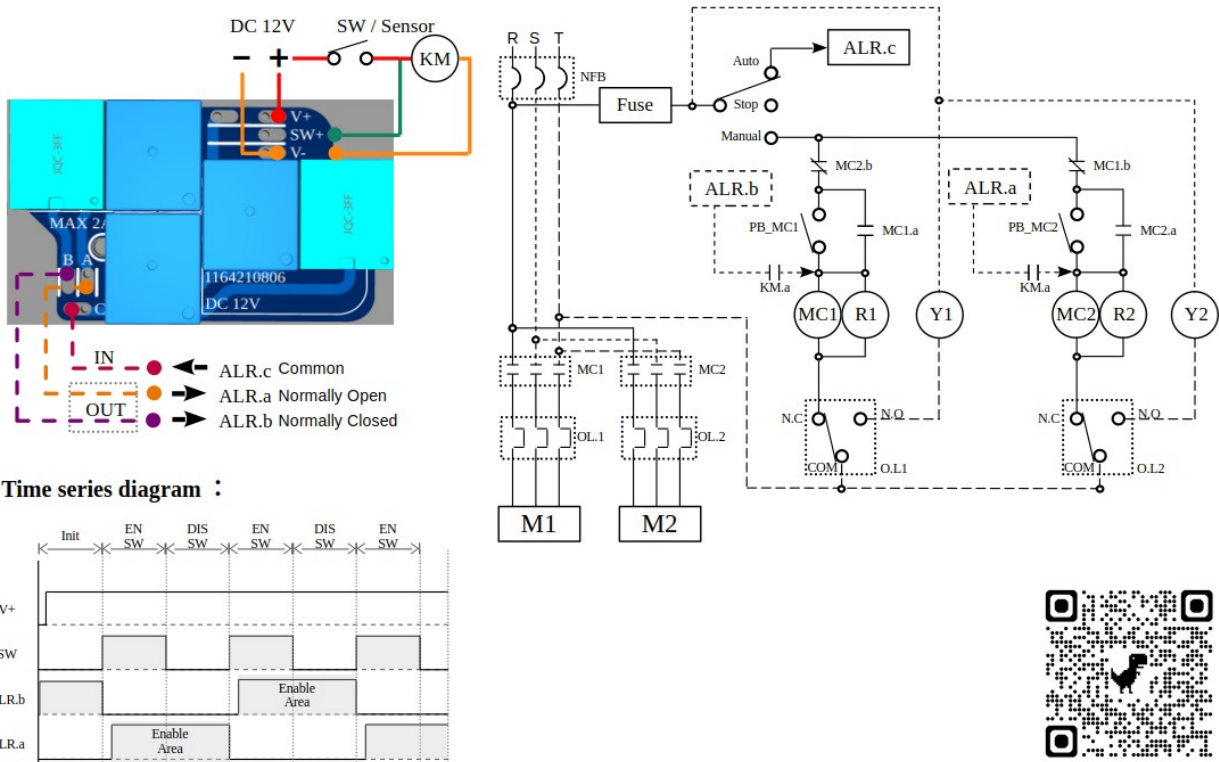 DC 12V
SW / Sensor
− +
KM
V+
SW+
V-
JQC-3FF
JQC-3FF
MAX 2A
B A
C
1164210806
DC 12V
IN
OUT
ALR.c Common
ALR.a Normally Open
ALR.b Normally Closed
R S T
NFB
Fuse
Auto
Stop
Manual
ALR.c
MC2.b
MC1.b
ALR.b
ALR.a
PB_MC1
MC1.a
PB_MC2
MC2.a
KM.a
KM.a
MC1
R1
Y1
MC2
R2
Y2
MC1
MC2
OL.1
OL.2
N.C
N.O
COM
O.L1
N.C
N.O
COM
O.L2
M1
M2
Time series diagram：
Init
EN
SW
DIS
SW
EN
SW
DIS
SW
EN
SW
V+
SW
LR.b
Enable
Area
LR.a
Enable
Area